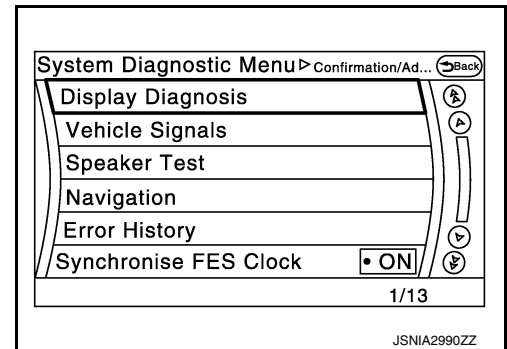 System Diagnostic Menu ▷ Confirmation/Ad... Back
Display Diagnosis
Vehicle Signals
Speaker Test
Navigation
Error History
Synchronise FES Clock • ON
1/13
JSNIA2990ZZ